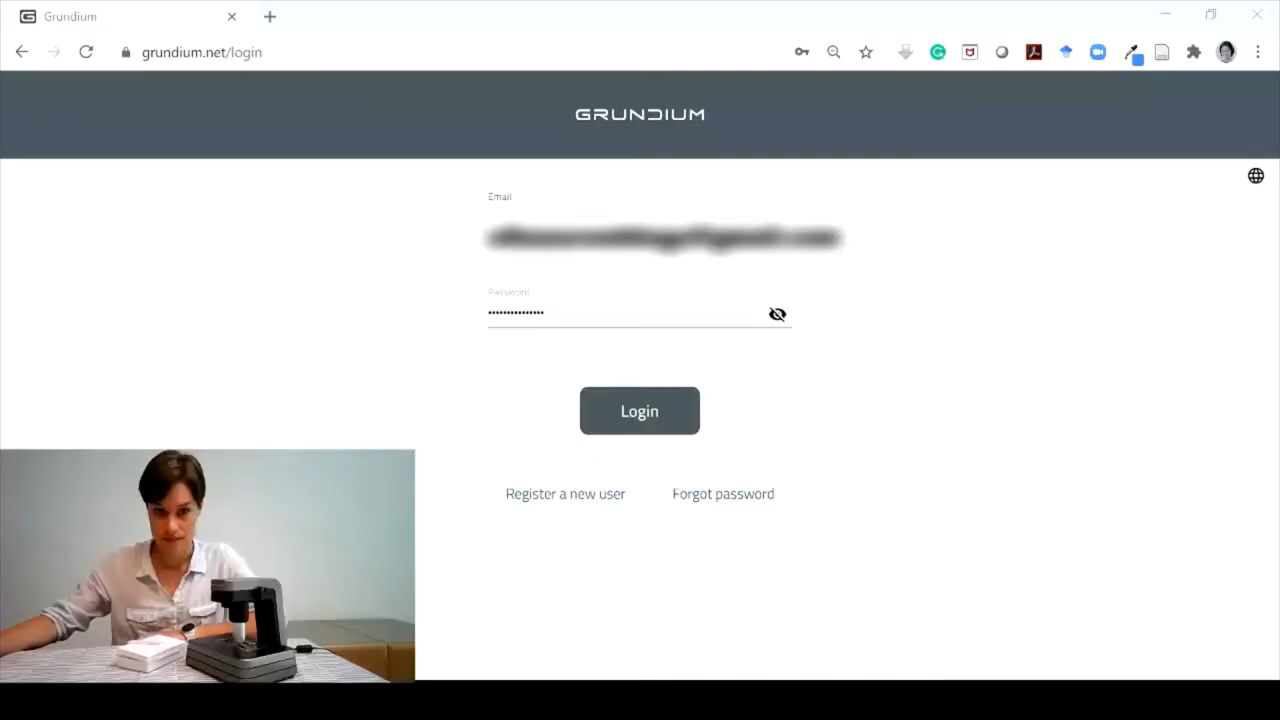 Grundium
grundium.net/login
GRUNDIUM
Email
Password
Login
Register a new user
Forgot password